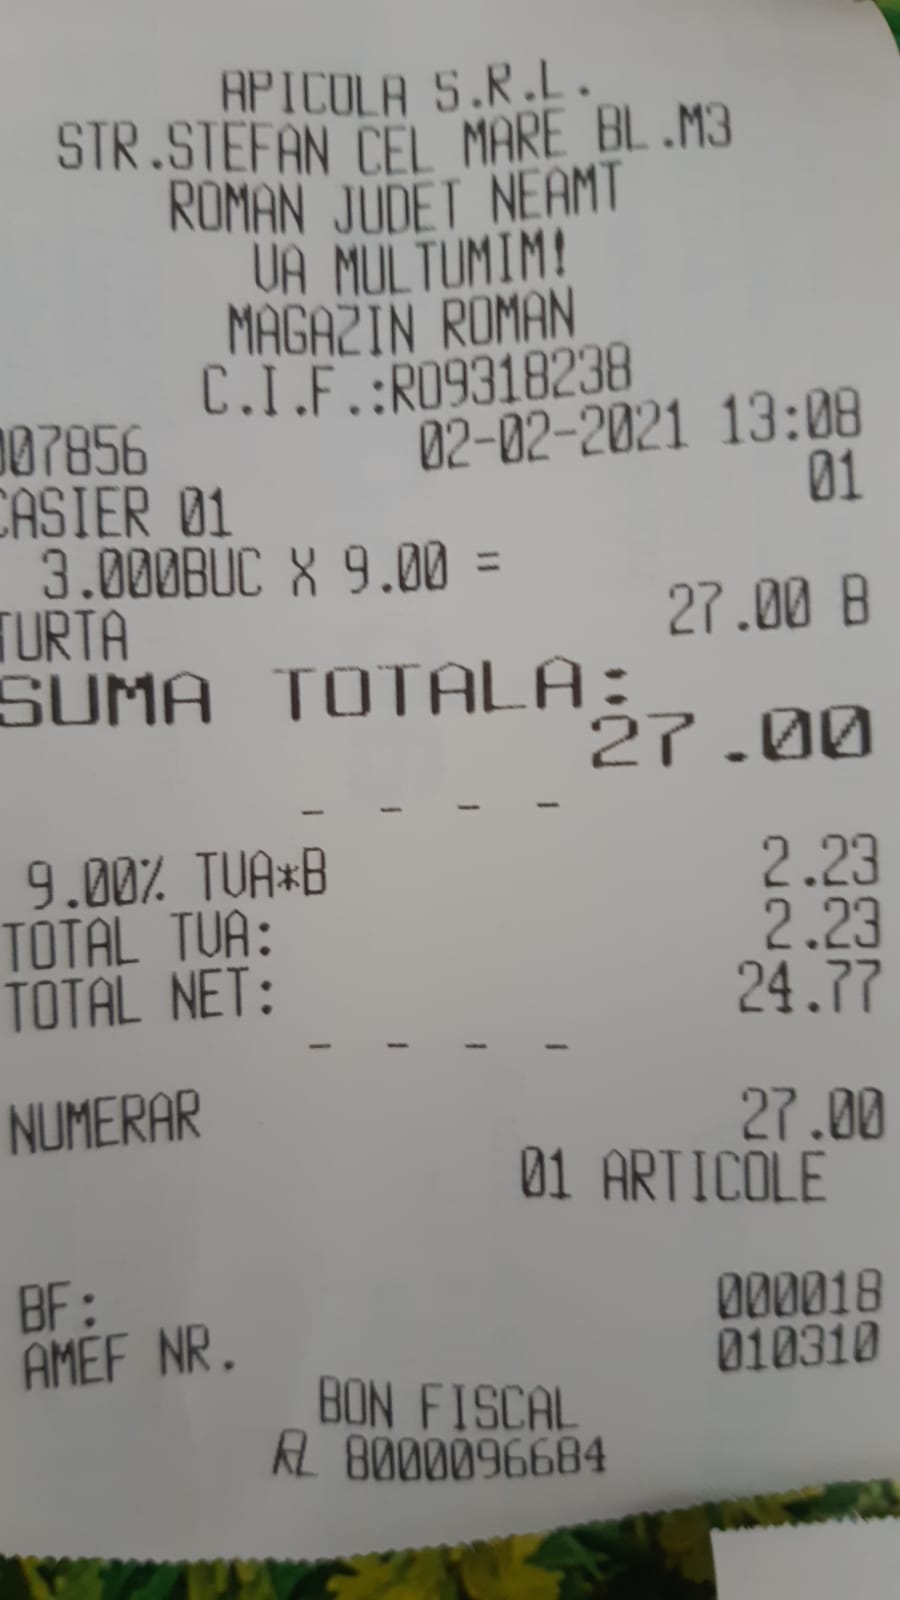 APICOLA S.R.L.
STR.STEFAN CEL MARE BL.M3
ROMAN JUDET NEAMT
VA MULTUMIM!
MAGAZIN ROMAN
C.I.F.:RO9318238
007856 02-02-2021 13:08
CASIER 01 01
3.000BUC X 9.00 =
TURTA 27.00 B
SUMA TOTALA:
27.00
- - - -
9.00% TVA*B 2.23
TOTAL TVA: 2.23
TOTAL NET: 24.77
- - - -
NUMERAR 27.00
01 ARTICOLE
BF: 000018
AMEF NR. 010310
BON FISCAL
8000096684